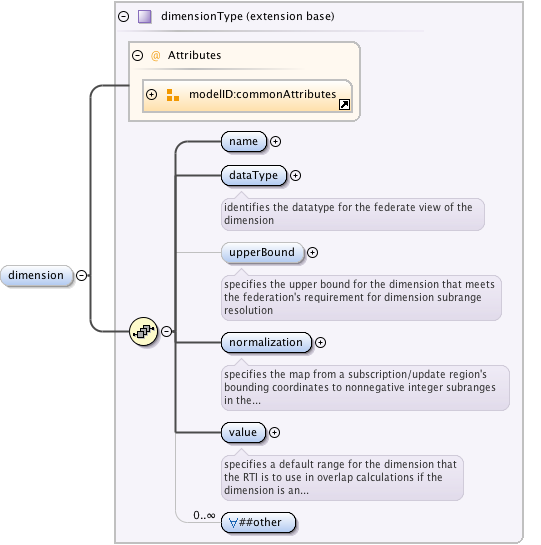 dimensionType (extension base)
@ Attributes
modelID:commonAttributes
name
dataType
identifies the datatype for the federate view of the
dimension
upperBound
specifies the upper bound for the dimension that meets
the federation's requirement for dimension subrange
resolution
dimension
normalization
specifies the map from a subscription/update region's
bounding coordinates to nonnegative integer subranges
in the...
value
specifies a default range for the dimension that
the RTI is to use in overlap calculations if the
dimension is an...
0..∞
∀##other